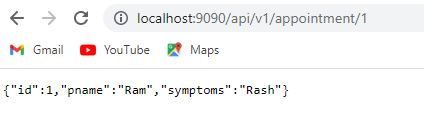 localhost:9090/api/v1/appointment/1
Gmail YouTube Maps
{"id":1,"pname":"Ram","symptoms":"Rash"}